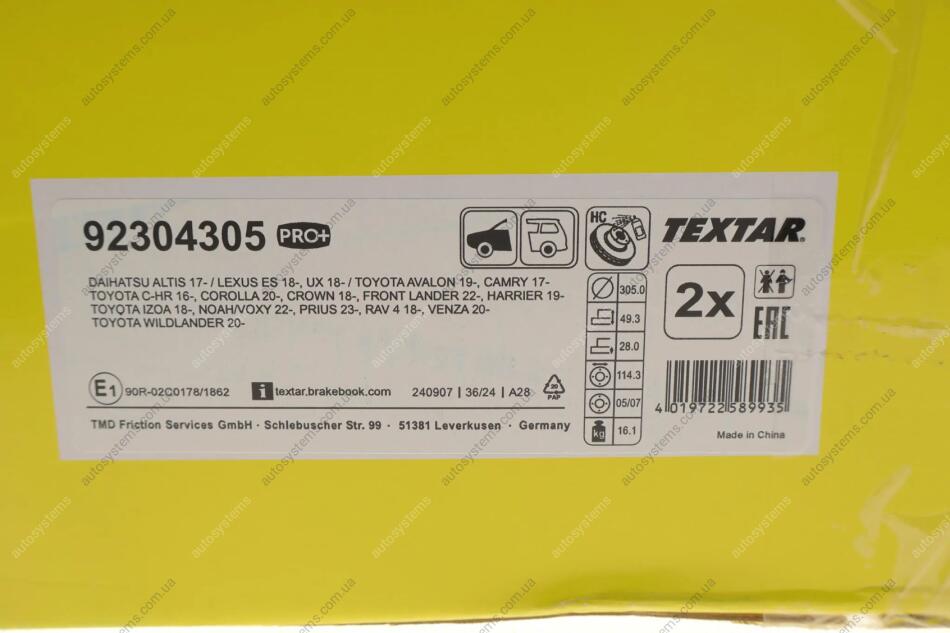 92304305 PRO+
DAIHATSU ALTIS 17- / LEXUS ES 18-, UX 18- / TOYOTA AVALON 19-, CAMRY 17-
TOYOTA C-HR 16-, COROLLA 20-, CROWN 18-, FRONT LANDER 22-, HARRIER 19-
TOYOTA IZOA 18-, NOAH/VOXY 22-, PRIUS 23-, RAV 4 18-, VENZA 20-
TOYOTA WILDLANDER 20-
E1 90R-02C0178/1862
i textar.brakebook.com
240907 | 36/24 | A28
20
PAP
TMD Friction Services GmbH · Schlebuscher Str. 99 · 51381 Leverkusen · Germany
HC
305.0
49.3
28.0
114.3
05/07
kg 16.1
TEXTAR®
2x
EAC
4 019722 589935
Made in China
autosystems.com.ua